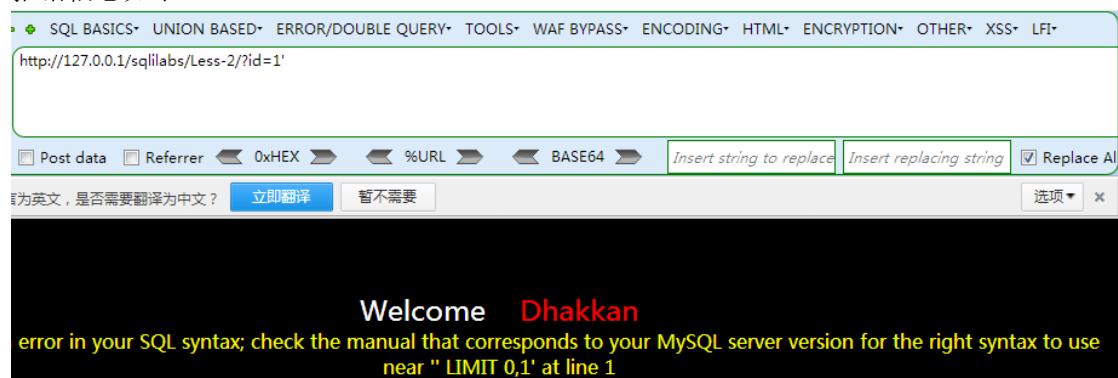 SQL BASICS UNION BASED ERROR/DOUBLE QUERY TOOLS WAF BYPASS ENCODING HTML ENCRYPTION OTHER XSS LFI
http://127.0.0.1/sqlilabs/Less-2/?id=1'
Post data Referrer 0xHEX %URL BASE64 Insert string to replace Insert replacing string Replace Al
为英文，是否需要翻译为中文？ 立即翻译 暂不需要 选项
Welcome Dhakkan
error in your SQL syntax; check the manual that corresponds to your MySQL server version for the right syntax to use
near '' LIMIT 0,1' at line 1